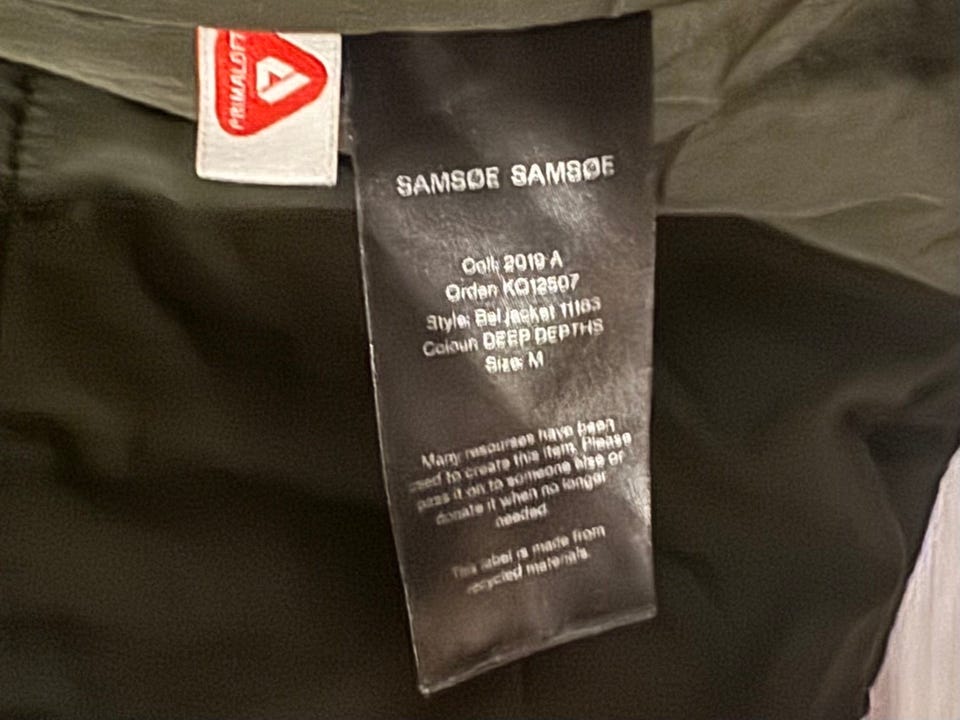 PRIMALOFT
SAMSØE SAMSØE
Coll: 2019 A
Order: KO12507
Style: Bel jacket 11163
Colour: DEEP DEPTHS
Size: M
Many resourses have been
used to create this item. Please
pass it on to someone else or
donate it when no longer
needed.
This label is made from
recycled materials.